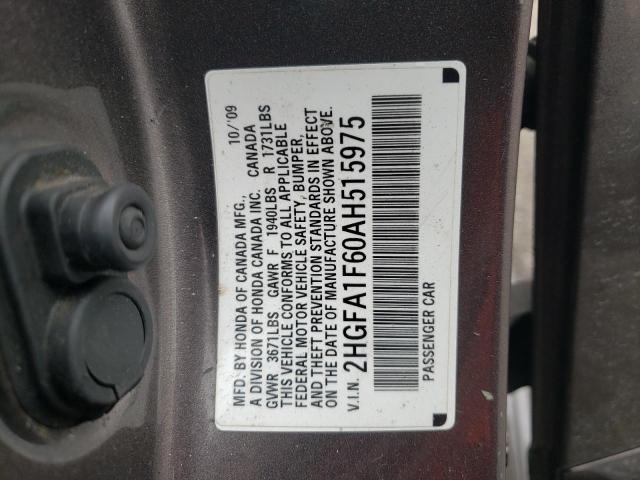 MFD. BY HONDA OF CANADA MFG., 10/'09
A DIVISION OF HONDA CANADA INC. CANADA
GVWR 3671LBS GAWR F 1940LBS R 1731LBS
THIS VEHICLE CONFORMS TO ALL APPLICABLE
FEDERAL MOTOR VEHICLE SAFETY, BUMPER,
AND THEFT PREVENTION STANDARDS IN EFFECT
ON THE DATE OF MANUFACTURE SHOWN ABOVE.
V.I.N. 2HGFA1F60AH515975
PASSENGER CAR